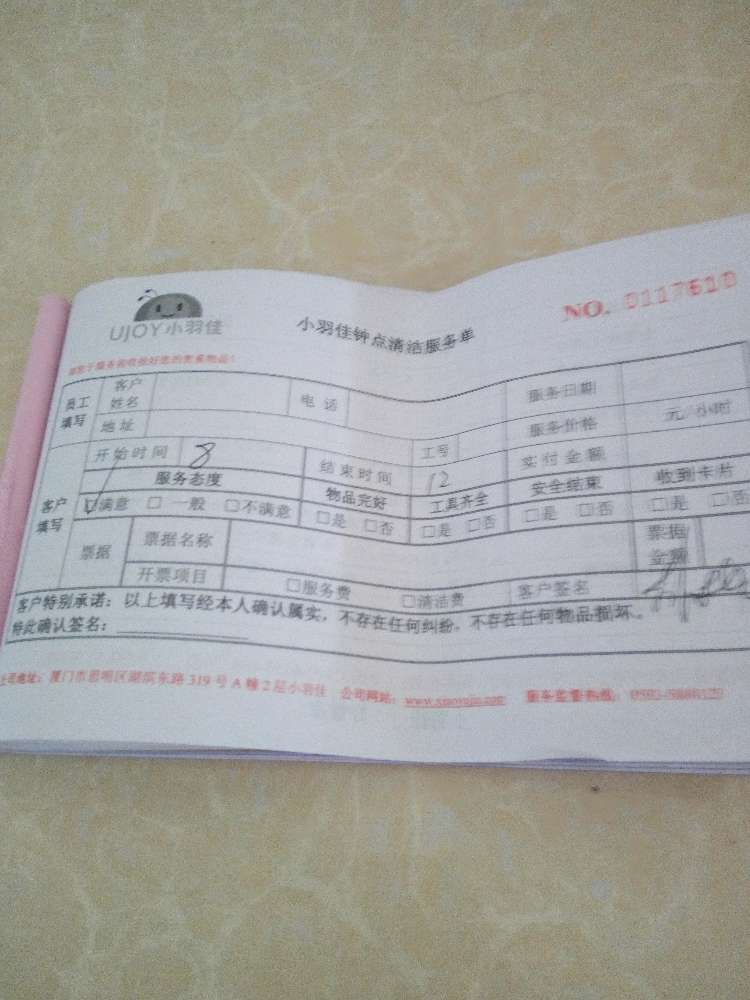 UJOY小羽佳
小羽佳钟点清洁服务单
NO. 0117610
员工填写 客户姓名 电话 服务日期
地址 服务价格 元/小时
客户填写 开始时间 8 结束时间 12 工号 实付金额
服务态度 物品完好 工具齐全 安全结束 收到卡片
☑满意 □一般 □不满意 □是 □否 □是 □否 □是 □否 □是 □否
票据 票据名称 票据金额
开票项目 □服务费 □清洁费 客户签名
客户特别承诺：以上填写经本人确认属实，不存在任何纠纷，不存在任何物品损坏。
特此确认签名：
公司地址：厦门市思明区湖滨东路319号A幢2层小羽佳 公司网站：www.xiaoyujia.com 服务监督热线：